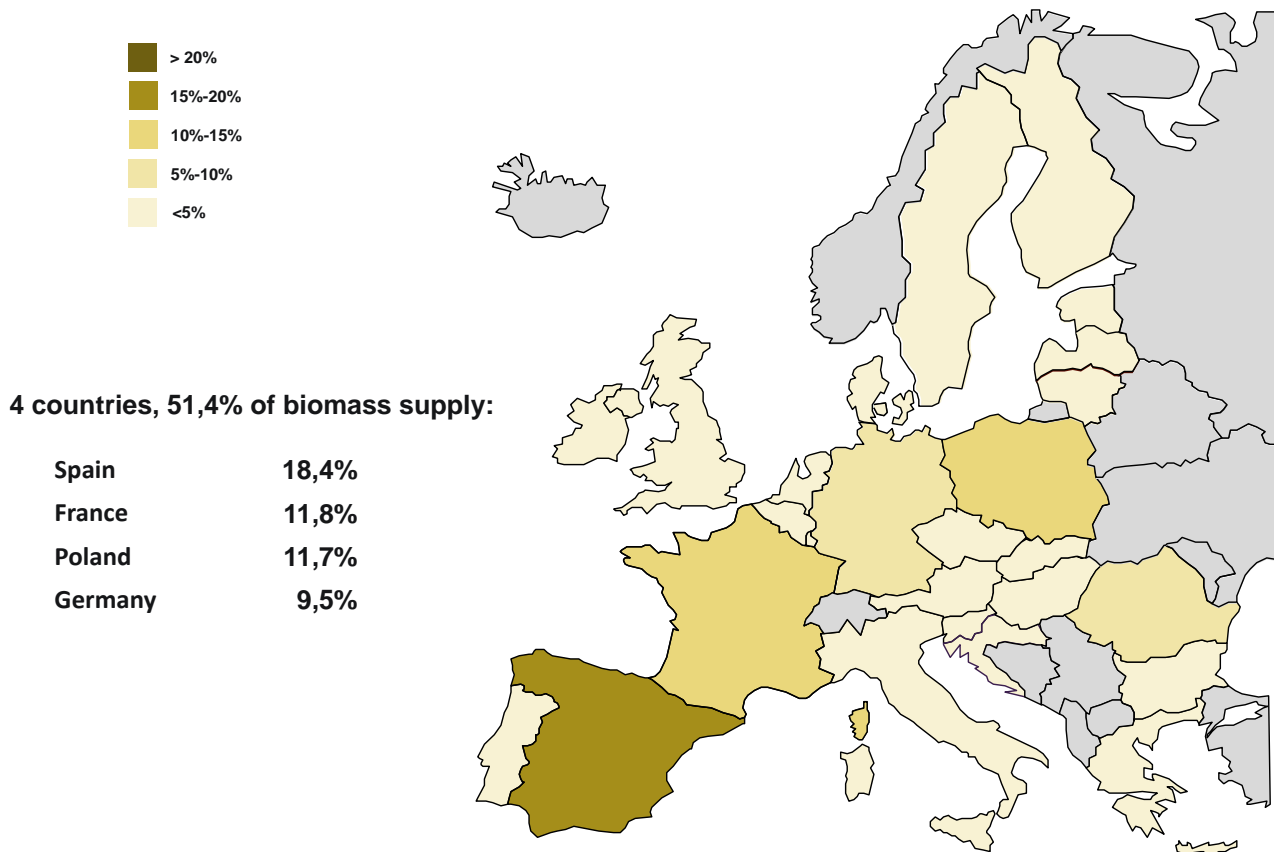 > 20%
15%-20%
10%-15%
5%-10%
<5%
4 countries, 51,4% of biomass supply:
Spain 18,4%
France 11,8%
Poland 11,7%
Germany 9,5%